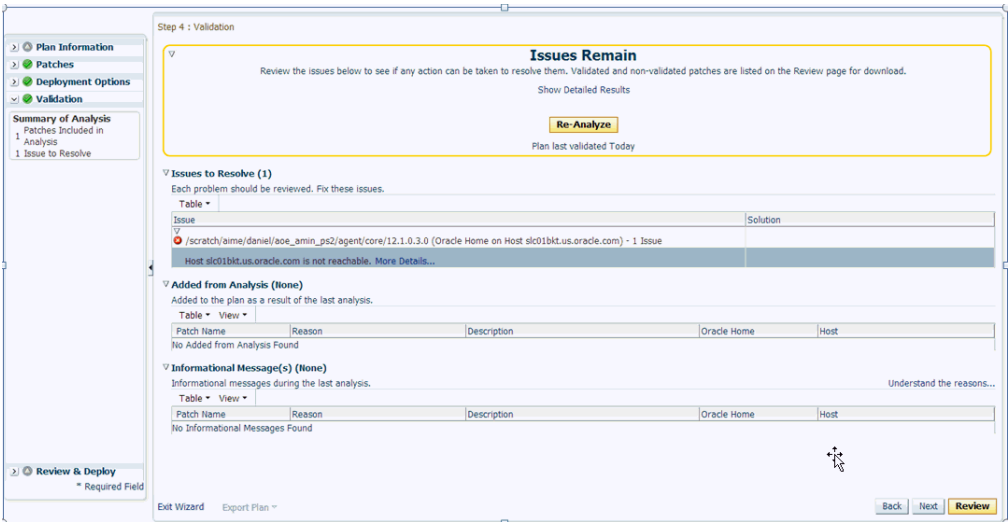 Step 4 : Validation
Plan Information
Patches
Deployment Options
Validation
Summary of Analysis
1 Patches Included in
Analysis
1 Issue to Resolve
Review & Deploy
* Required Field
Issues Remain
Review the issues below to see if any action can be taken to resolve them. Validated and non-validated patches are listed on the Review page for download.
Show Detailed Results
Re-Analyze
Plan last validated Today
Issues to Resolve (1)
Each problem should be reviewed. Fix these issues.
Table
Issue Solution
/scratch/aime/daniel/aoe_amin_ps2/agent/core/12.1.0.3.0 (Oracle Home on Host slc01bkt.us.oracle.com) - 1 Issue
Host slc01bkt.us.oracle.com is not reachable. More Details...
Added from Analysis (None)
Added to the plan as a result of the last analysis.
Table View
Patch Name Reason Description Oracle Home Host
No Added from Analysis Found
Informational Message(s) (None)
Informational messages during the last analysis. Understand the reasons...
Table View
Patch Name Reason Description Oracle Home Host
No Informational Messages Found
Exit Wizard Export Plan Back Next Review